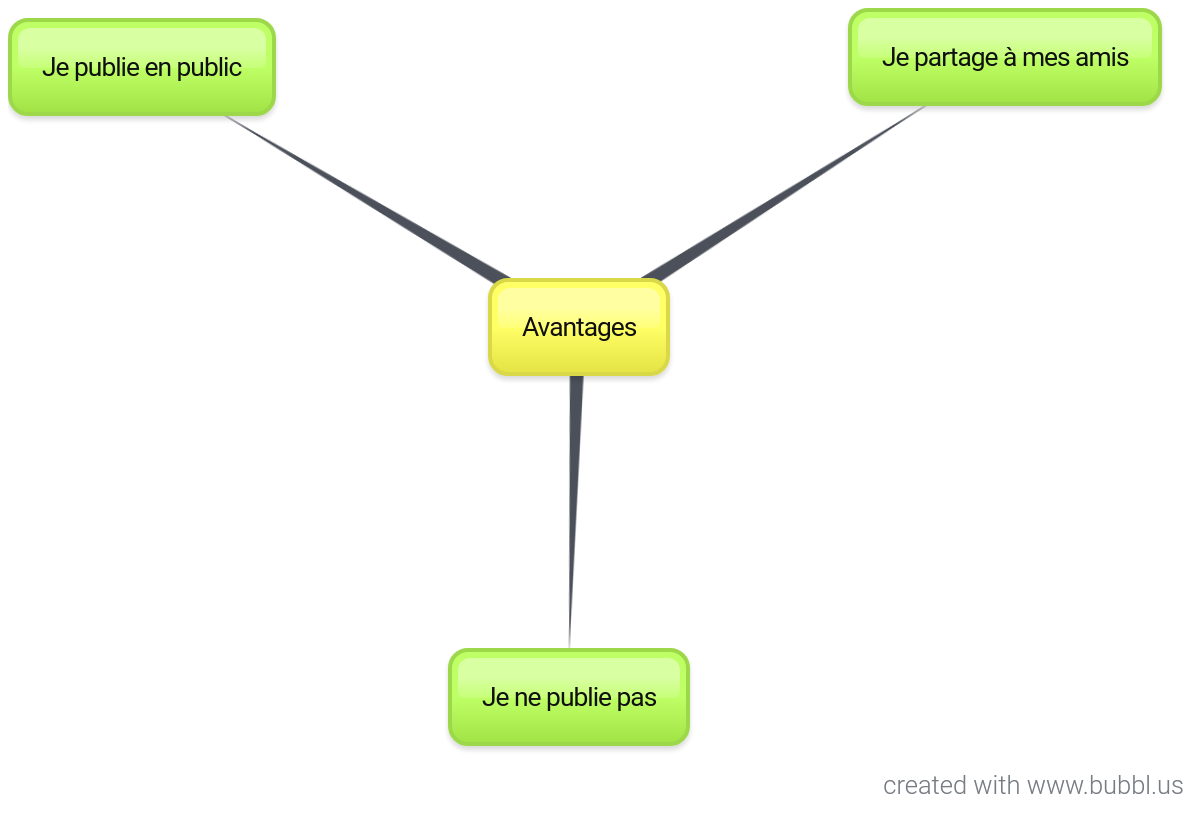 Je publie en public
Je partage à mes amis
Avantages
Je ne publie pas
created with www.bubbl.us